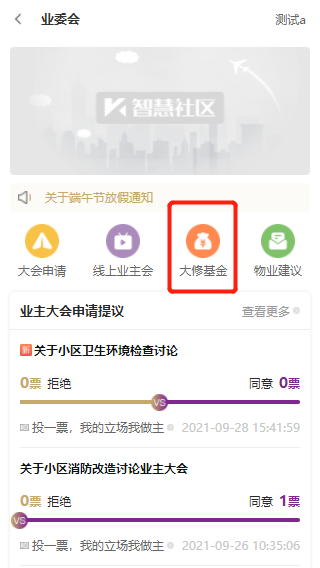 业委会 测试a
智慧社区
关于端午节放假通知
大会申请 线上业主会 大修基金 物业建议
业主大会申请提议 查看更多
新 关于小区卫生环境检查讨论
0票 拒绝 同意 0票
VS
投一票，我的立场我做主 2021-09-28 15:41:59
关于小区消防改造讨论业主大会
0票 拒绝 同意 1票
VS
投一票，我的立场我做主 2021-09-26 10:35:06